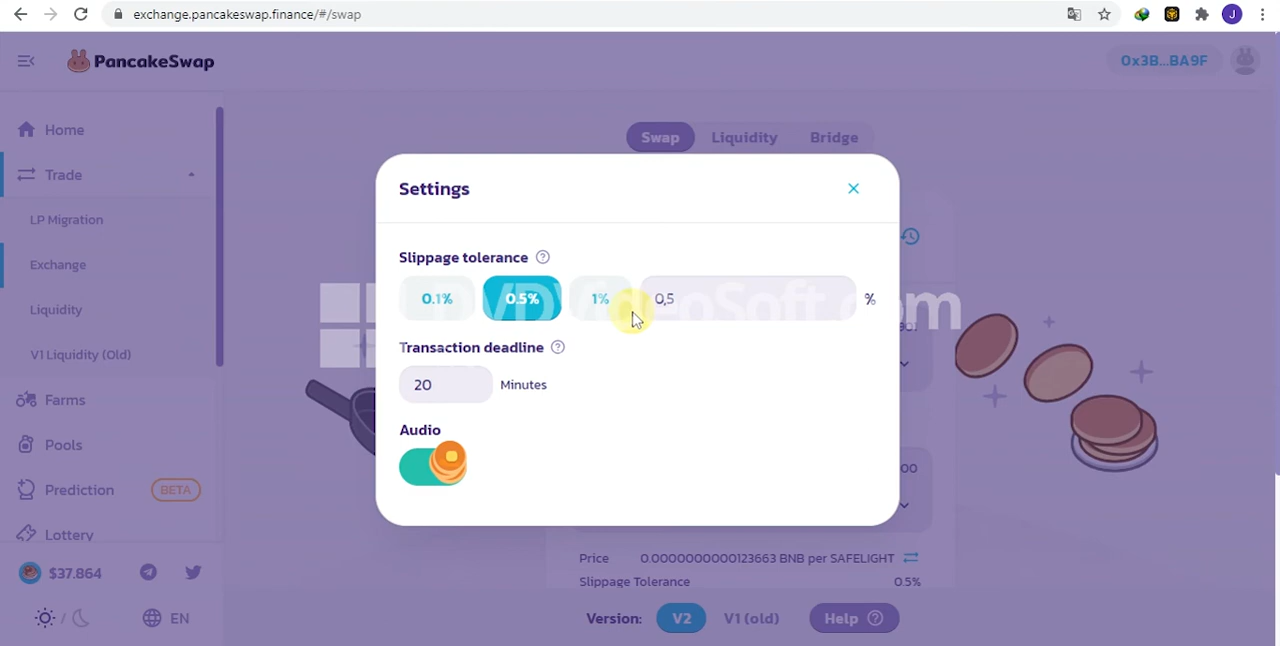 exchange.pancakeswap.finance/#/swap
J
PancakeSwap
0x3B...BA9F
Home
Swap Liquidity Bridge
Trade
Settings
LP Migration
Slippage tolerance ?
Exchange
0.1% 0.5% 1% 0,5 %
DVDVideoSoft.com
Liquidity
Transaction deadline ?
V1 Liquidity (Old)
20 Minutes
Farms
Audio
Pools
Prediction BETA
Lottery
Price 0.0000000000123663 BNB per SAFELIGHT
$37.864
Slippage Tolerance 0.5%
/ EN
Version: V2 V1 (old) Help ?